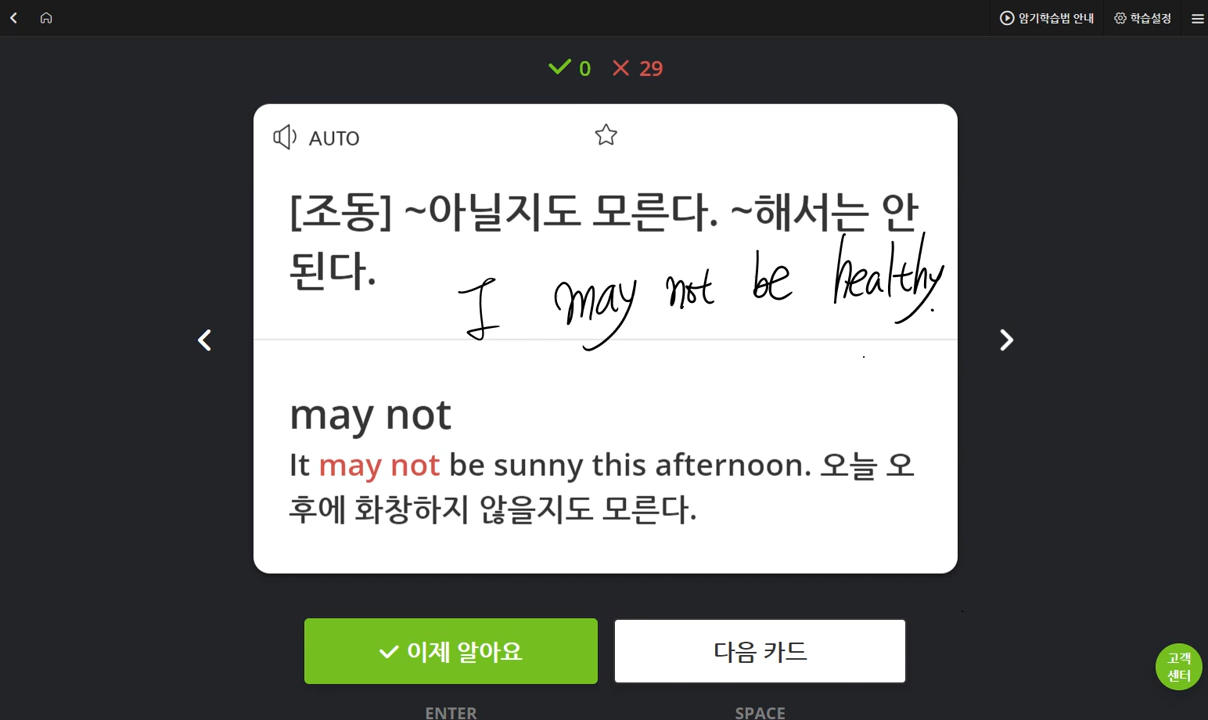 암기학습법 안내
학습설정
0 29
AUTO
[조동] ~아닐지도 모른다. ~해서는 안
된다.
I may not be healthy.
may not
It may not be sunny this afternoon. 오늘 오
후에 화창하지 않을지도 모른다.
이제 알아요
다음 카드
고객
센터
ENTER
SPACE